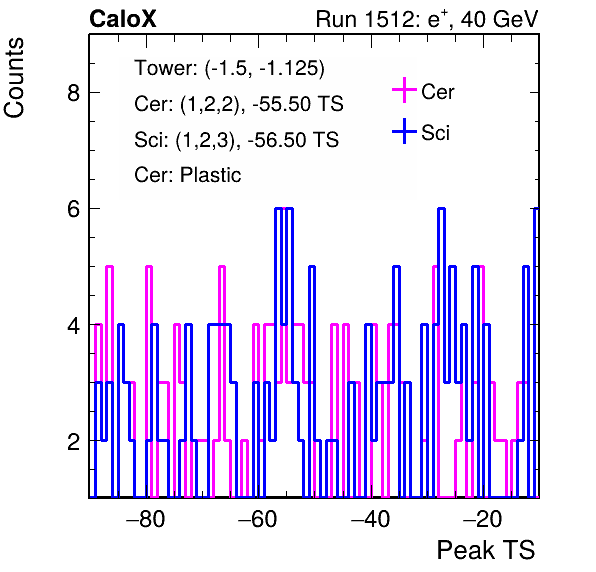 CaloX Run 1512: e⁺, 40 GeV
Counts
Tower: (-1.5, -1.125)
Cer: (1,2,2), -55.50 TS
Sci: (1,2,3), -56.50 TS
Cer: Plastic
Cer
Sci
8
6
4
2
−80 −60 −40 −20
Peak TS